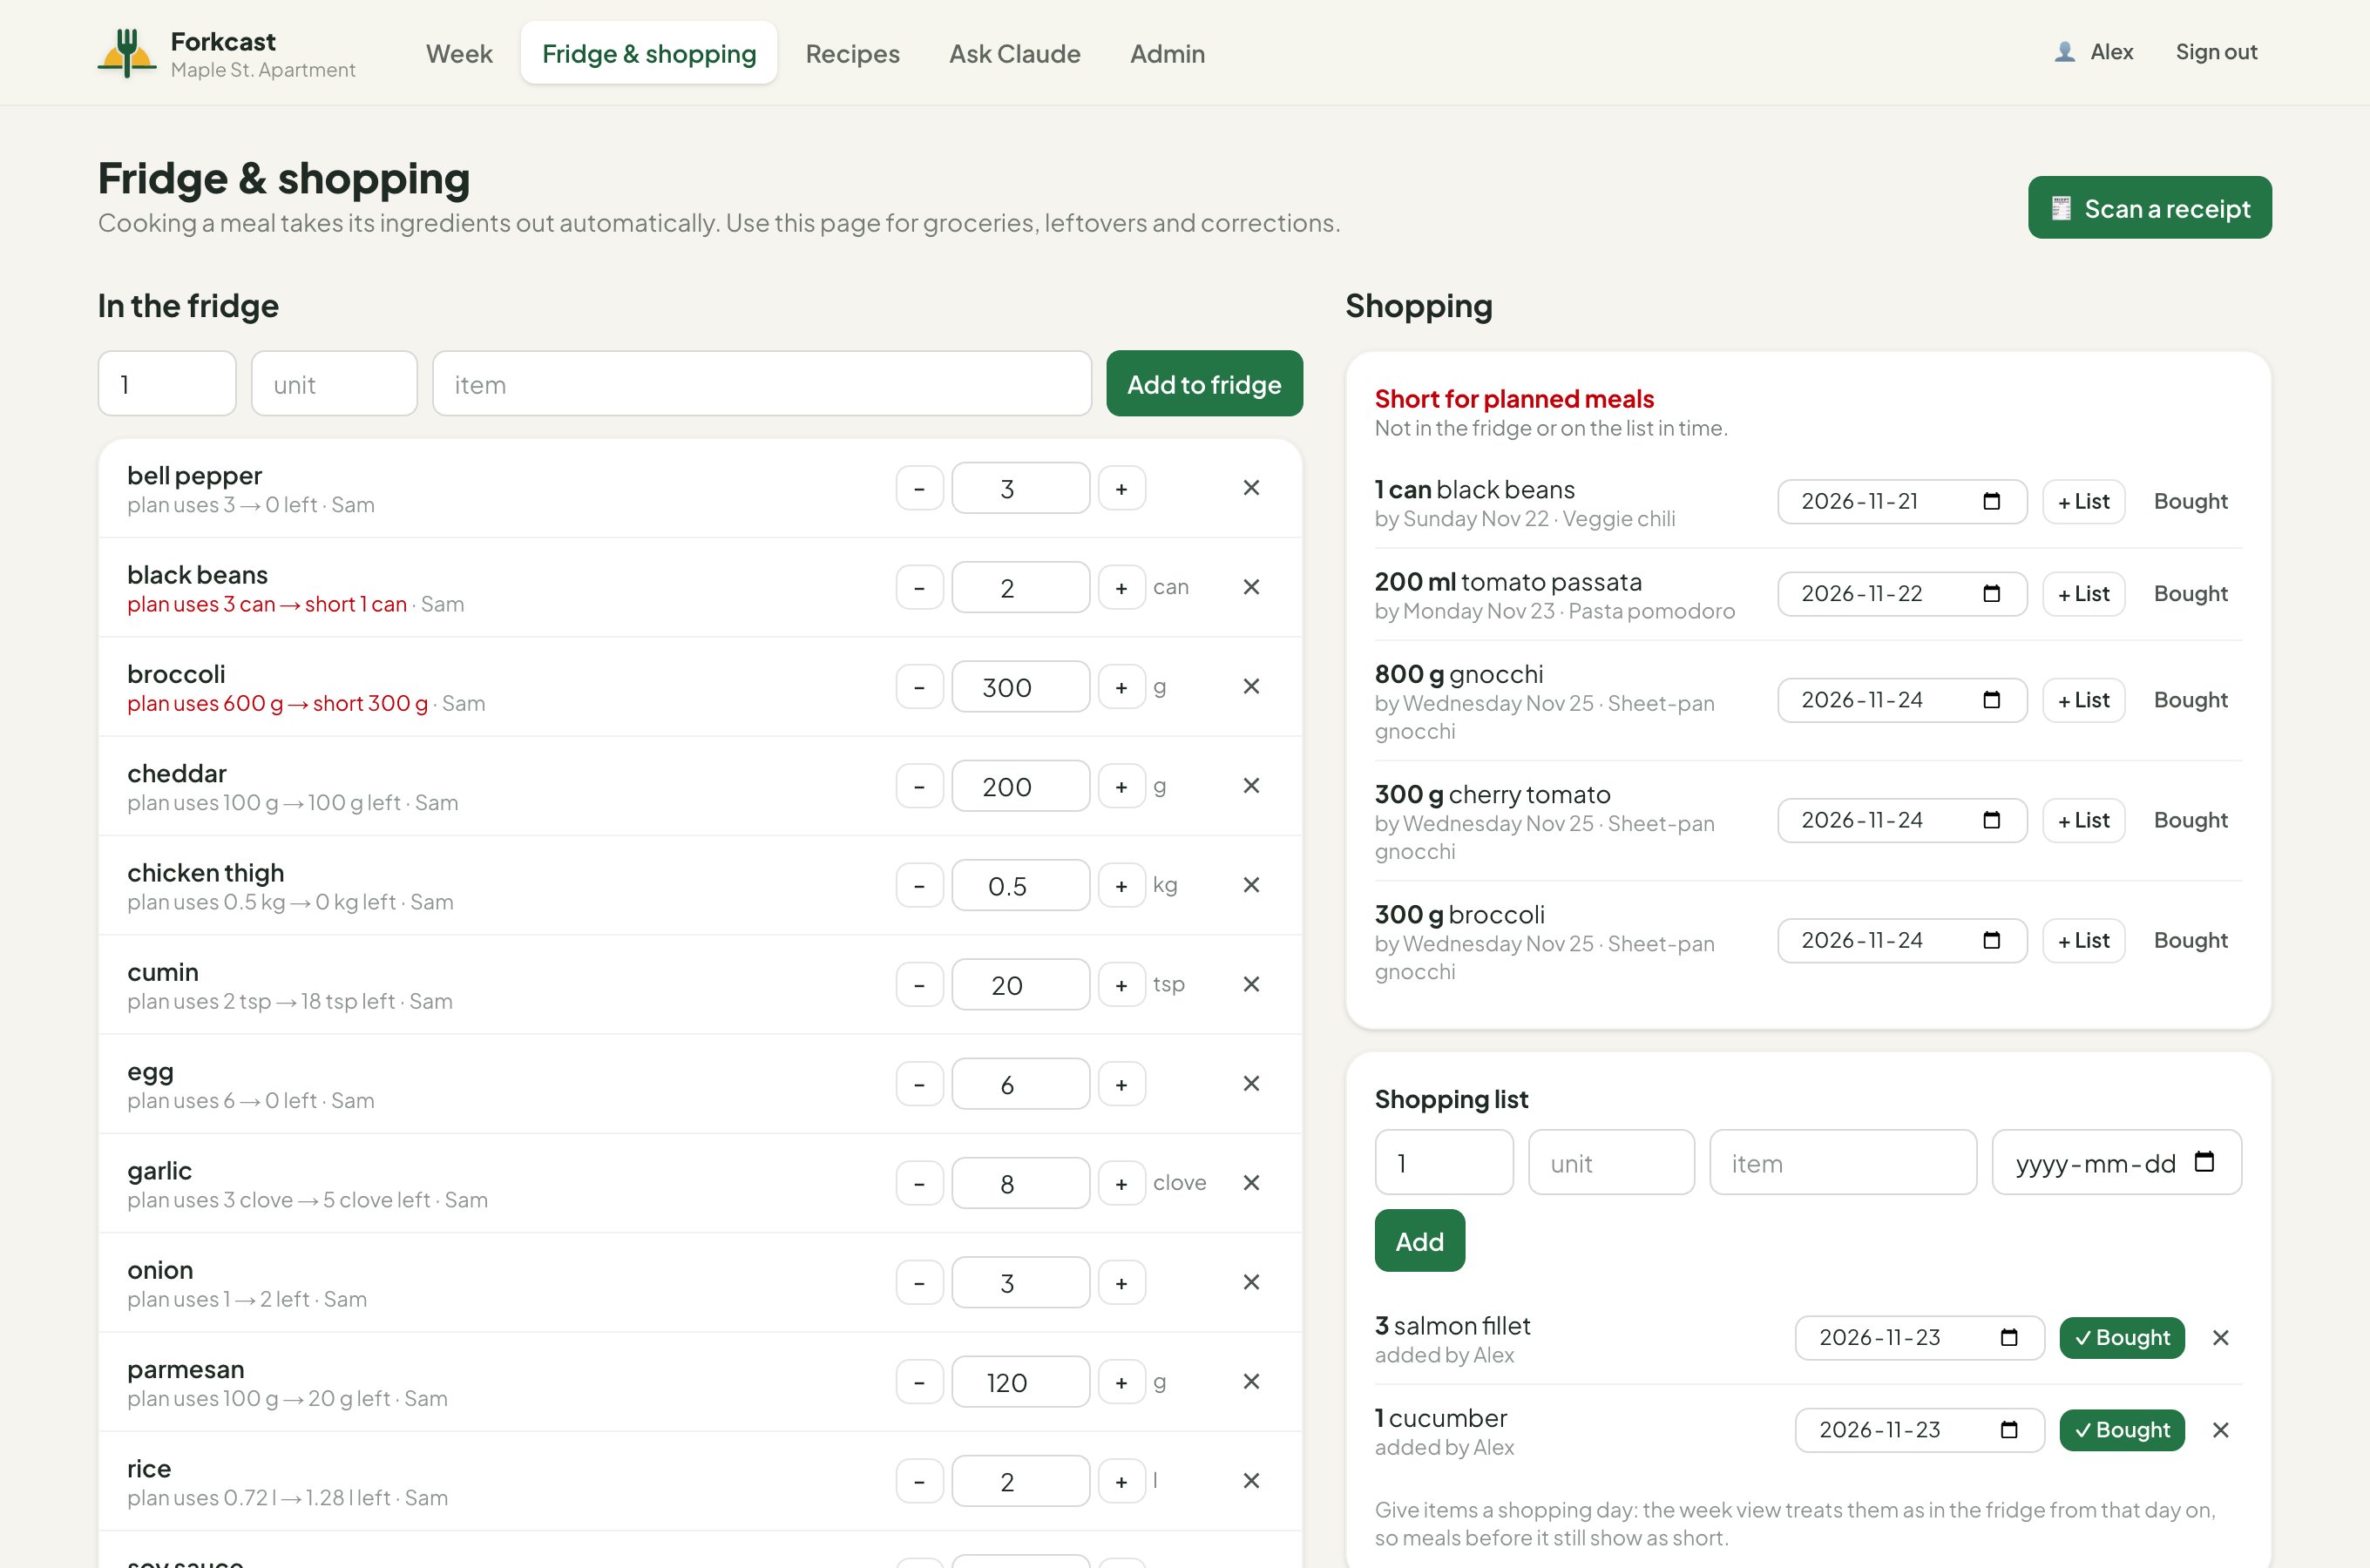 Forkcast
Maple St. Apartment
Week
Fridge & shopping
Recipes
Ask Claude
Admin
Alex
Sign out
Fridge & shopping
Cooking a meal takes its ingredients out automatically. Use this page for groceries, leftovers and corrections.
Scan a receipt
In the fridge
1
unit
item
Add to fridge
bell pepper
plan uses 3 → 0 left · Sam
- 3 + ×
black beans
plan uses 3 can → short 1 can · Sam
- 2 + can ×
broccoli
plan uses 600 g → short 300 g · Sam
- 300 + g ×
cheddar
plan uses 100 g → 100 g left · Sam
- 200 + g ×
chicken thigh
plan uses 0.5 kg → 0 kg left · Sam
- 0.5 + kg ×
cumin
plan uses 2 tsp → 18 tsp left · Sam
- 20 + tsp ×
egg
plan uses 6 → 0 left · Sam
- 6 + ×
garlic
plan uses 3 clove → 5 clove left · Sam
- 8 + clove ×
onion
plan uses 1 → 2 left · Sam
- 3 + ×
parmesan
plan uses 100 g → 20 g left · Sam
- 120 + g ×
rice
plan uses 0.72 l → 1.28 l left · Sam
- 2 + l ×
soy sauce
Shopping
Short for planned meals
Not in the fridge or on the list in time.
1 can black beans
by Sunday Nov 22 · Veggie chili
2026-11-21 + List Bought
200 ml tomato passata
by Monday Nov 23 · Pasta pomodoro
2026-11-22 + List Bought
800 g gnocchi
by Wednesday Nov 25 · Sheet-pan
gnocchi
2026-11-24 + List Bought
300 g cherry tomato
by Wednesday Nov 25 · Sheet-pan
gnocchi
2026-11-24 + List Bought
300 g broccoli
by Wednesday Nov 25 · Sheet-pan
gnocchi
2026-11-24 + List Bought
Shopping list
1
unit
item
yyyy-mm-dd
Add
3 salmon fillet
added by Alex
2026-11-23 ✓ Bought ×
1 cucumber
added by Alex
2026-11-23 ✓ Bought ×
Give items a shopping day: the week view treats them as in the fridge from that day on,
so meals before it still show as short.